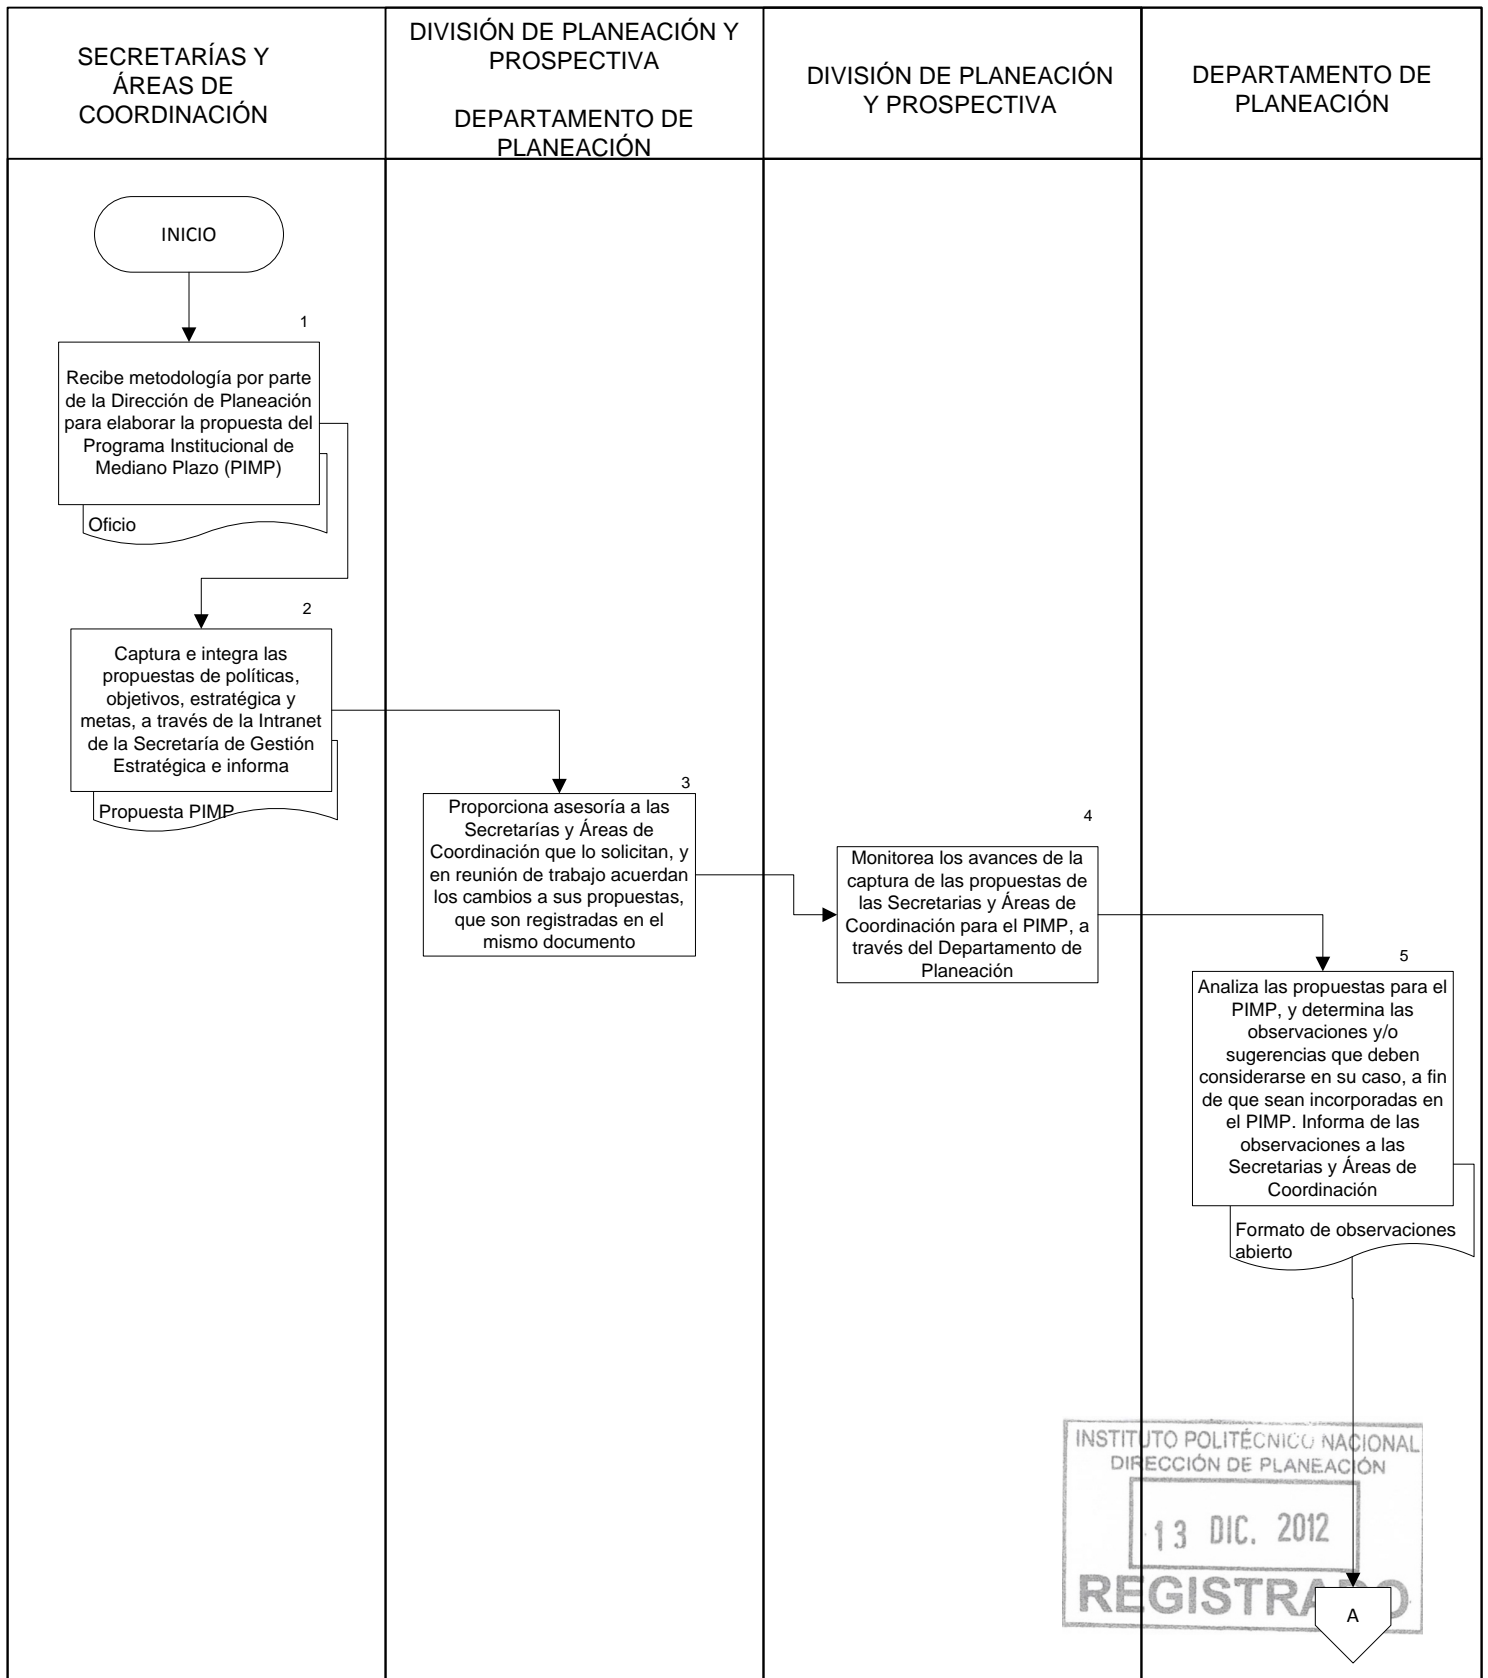 SECRETARÍAS Y
ÁREAS DE
COORDINACIÓN
DIVISIÓN DE PLANEACIÓN Y
PROSPECTIVA
DEPARTAMENTO DE
PLANEACIÓN
DIVISIÓN DE PLANEACIÓN
Y PROSPECTIVA
DEPARTAMENTO DE
PLANEACIÓN
INICIO
1
Recibe metodología por parte
de la Dirección de Planeación
para elaborar la propuesta del
Programa Institucional de
Mediano Plazo (PIMP)
Oficio
2
Captura e integra las
propuestas de políticas,
objetivos, estratégica y
metas, a través de la Intranet
de la Secretaría de Gestión
Estratégica e informa
Propuesta PIMP
3
Proporciona asesoría a las
Secretarías y Áreas de
Coordinación que lo solicitan, y
en reunión de trabajo acuerdan
los cambios a sus propuestas,
que son registradas en el
mismo documento
4
Monitorea los avances de la
captura de las propuestas de
las Secretarias y Áreas de
Coordinación para el PIMP, a
través del Departamento de
Planeación
5
Analiza las propuestas para el
PIMP, y determina las
observaciones y/o
sugerencias que deben
considerarse en su caso, a fin
de que sean incorporadas en
el PIMP. Informa de las
observaciones a las
Secretarias y Áreas de
Coordinación
Formato de observaciones
abierto
INSTITUTO POLITÉCNICO NACIONAL
DIRECCIÓN DE PLANEACIÓN
13 DIC. 2012
REGISTRADO
A